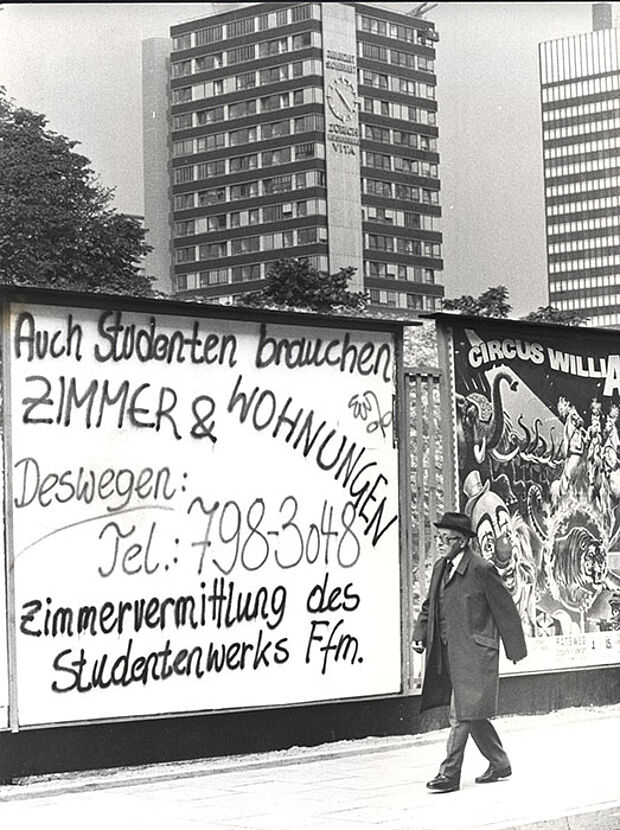 Auch Studenten brauchen
ZIMMER & WOHNUNGEN
Deswegen:
Tel.: 798-3048
Zimmervermittlung des
Studentenwerks Ffm.
ZÜRICH
VITA
CIRCUS WILLIA